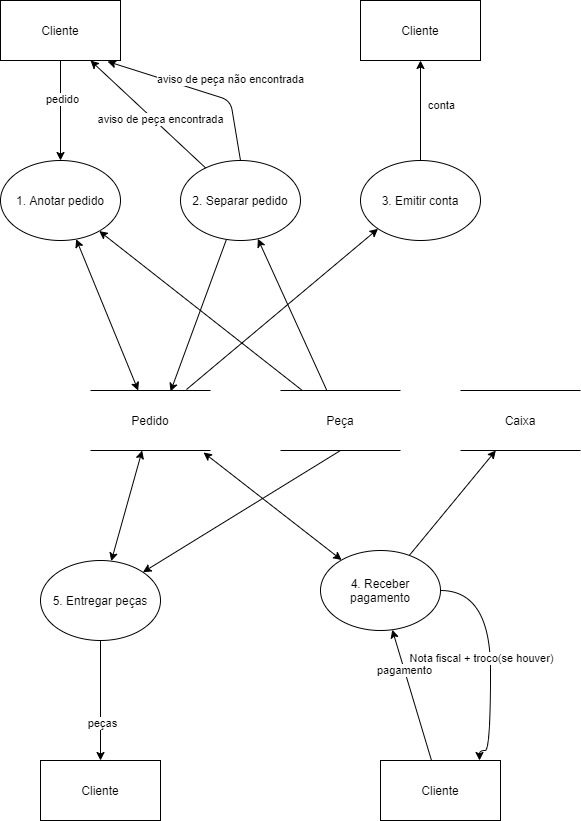 Cliente
Cliente
aviso de peça não encontrada
pedido
conta
aviso de peça encontrada
1. Anotar pedido
2. Separar pedido
3. Emitir conta
Pedido
Peça
Caixa
4. Receber
pagamento
5. Entregar peças
Nota fiscal + troco(se houver)
pagamento
peças
Cliente
Cliente